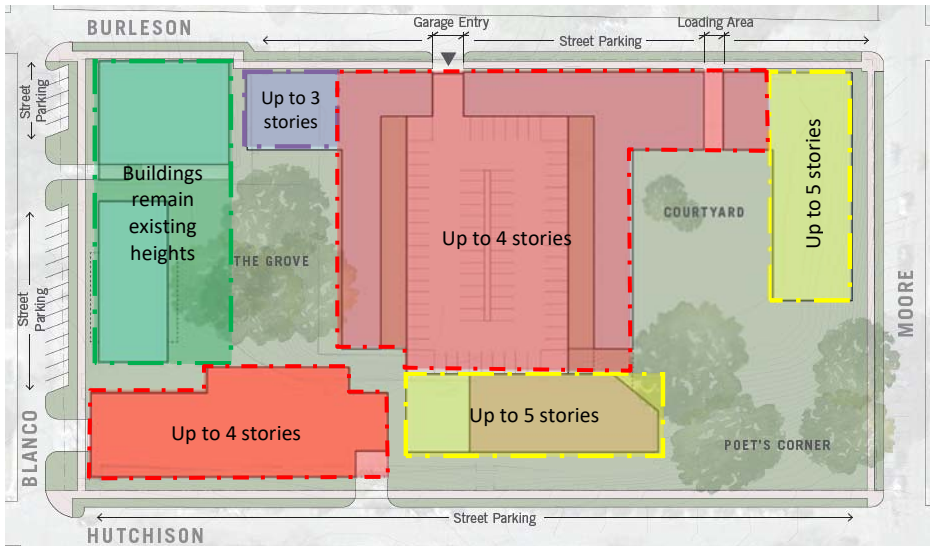 BURLESON
Garage Entry
Loading Area
Street Parking
Street
Parking
Up to 3
stories
Buildings
remain
existing
heights
THE GROVE
Up to 4 stories
COURTYARD
Up to 5 stories
MOORE
Street
Parking
BLANCO
Up to 4 stories
Up to 5 stories
POET'S CORNER
Street Parking
HUTCHISON